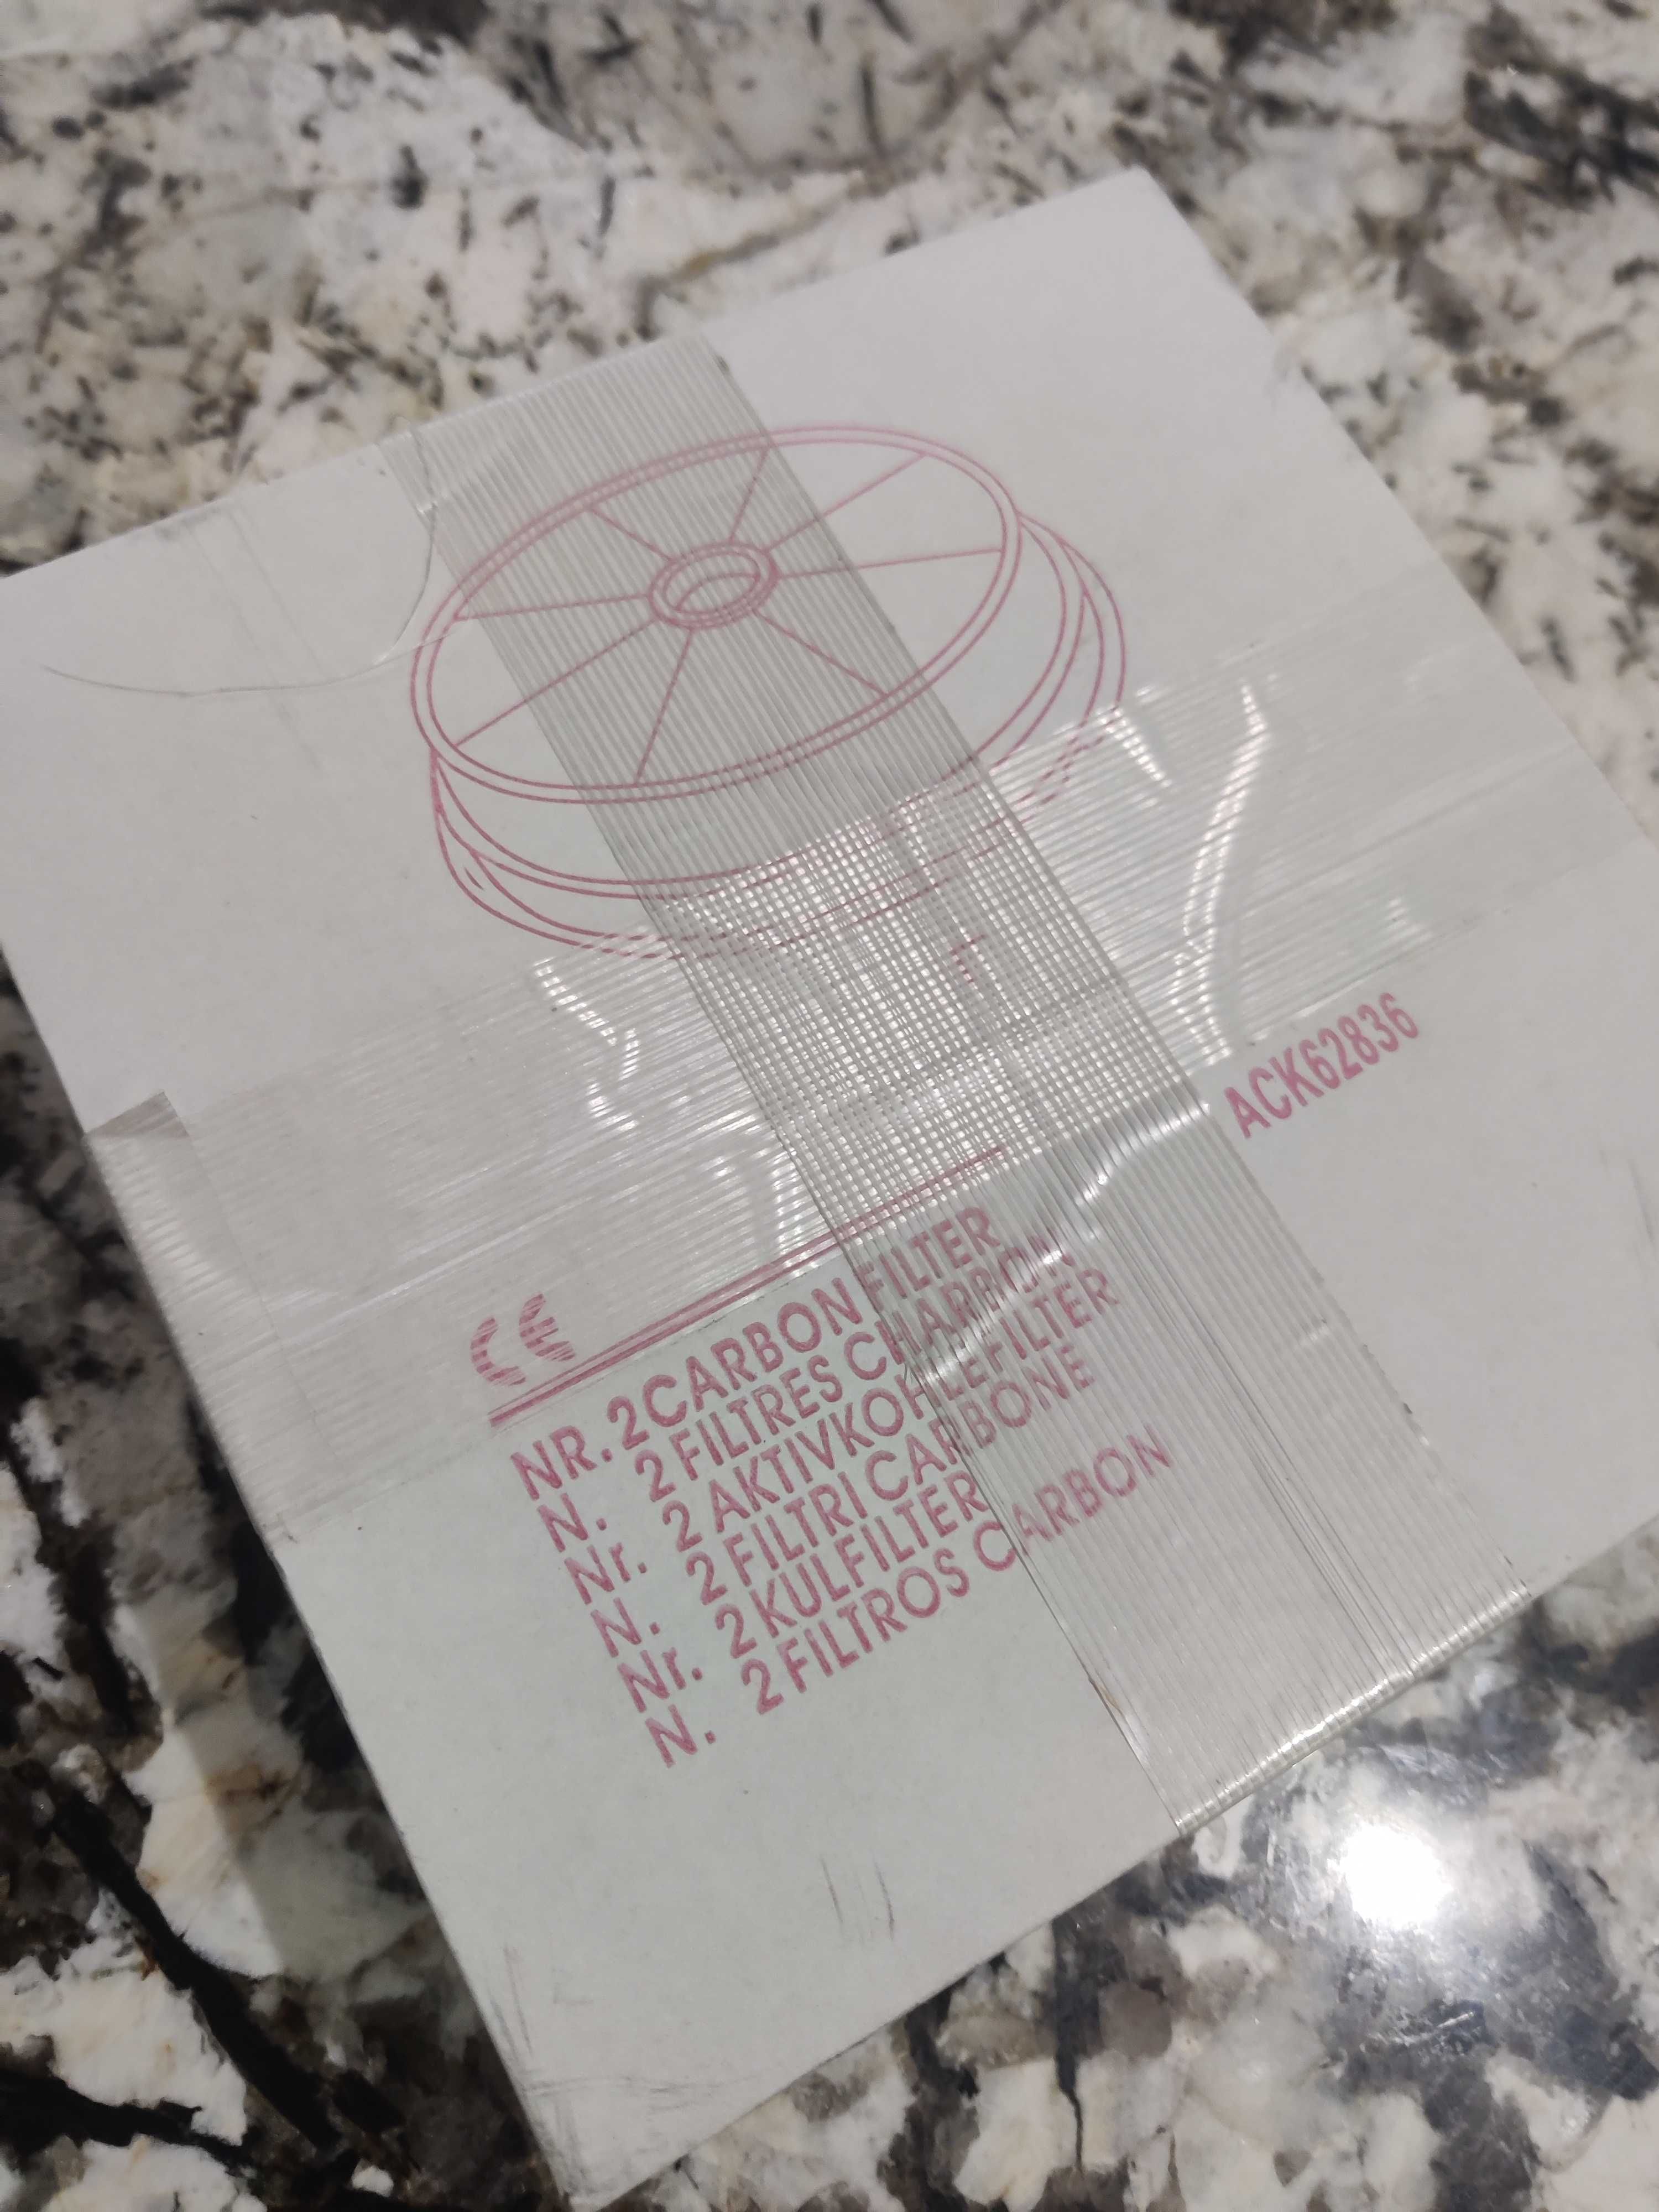 ACK62836
CE
NR. 2 CARBON FILTER
N. 2 FILTRES CHARBON
Nr. 2 AKTIVKOHLEFILTER
N. 2 FILTRI CARBONE
Nr. 2 KULFILTER
N. 2 FILTROS CARBON